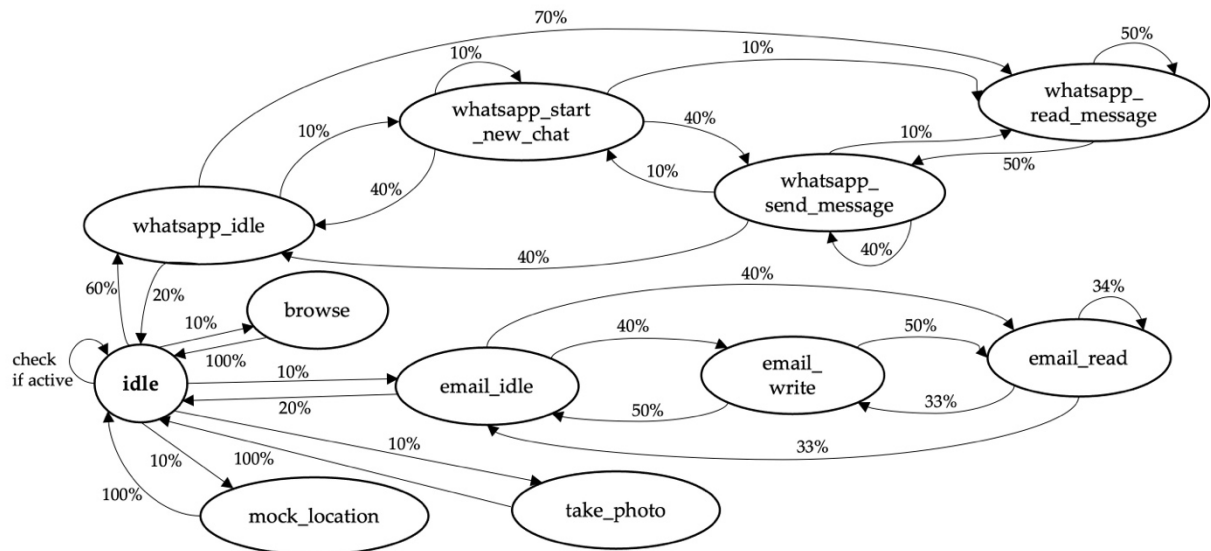 70%
10%
10%
50%
whatsapp_start
_new_chat
whatsapp_
read_message
10%
40%
10%
50%
40%
10%
whatsapp_
send_message
whatsapp_idle
40%
40%
60%
20%
browse
10%
100%
40%
34%
40%
50%
check
if active
idle
10%
20%
email_idle
email_
write
email_read
50%
33%
33%
10%
10%
100%
100%
mock_location
take_photo